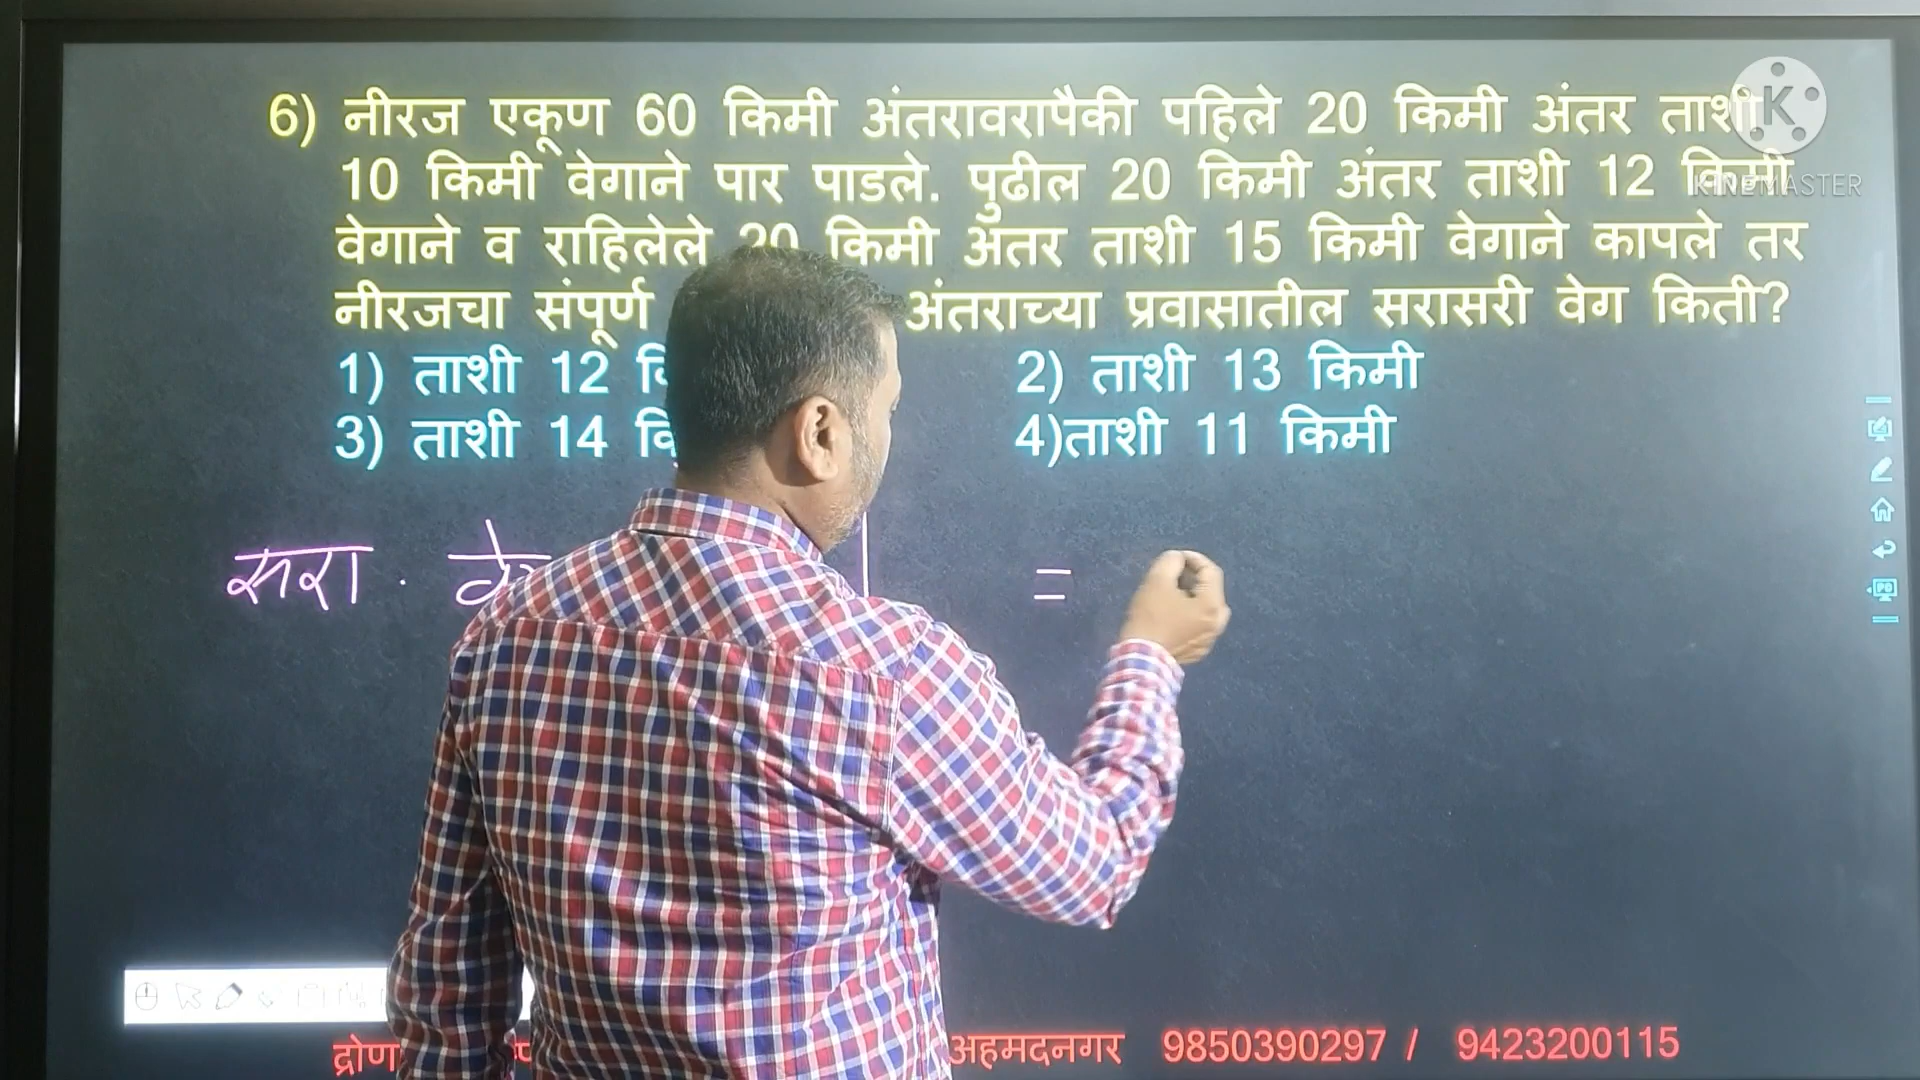 6) नीरज एकूण 60 किमी अंतरावरापैकी पहिले 20 किमी अंतर ताशी
10 किमी वेगाने पार पाडले. पुढील 20 किमी अंतर ताशी 12 किमी
वेगाने व राहिलेले 20 किमी अंतर ताशी 15 किमी वेगाने कापले तर
नीरजचा संपूर्ण अंतराच्या प्रवासातील सरासरी वेग किती?
1) ताशी 12 2) ताशी 13 किमी
3) ताशी 14 4)ताशी 11 किमी
सरा. =
अहमदनगर 9850390297 / 9423200115
KINEMASTER